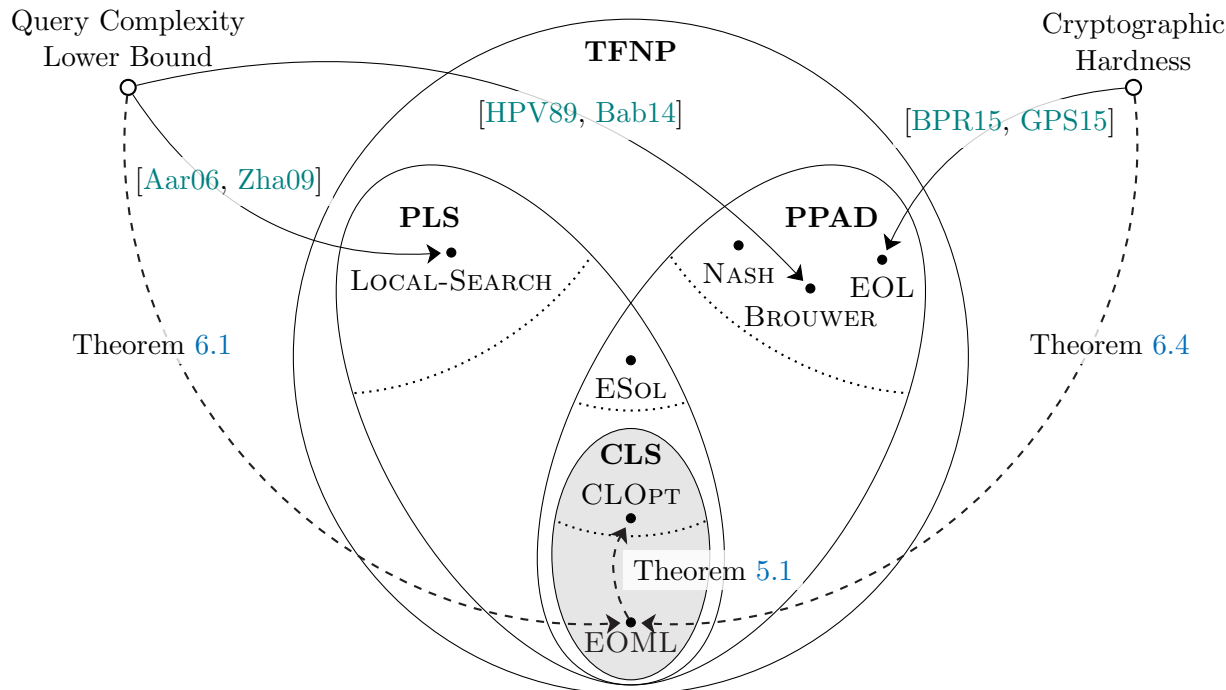 Query Complexity
Lower Bound
Cryptographic
Hardness
TFNP
[HPV89, Bab14]
[BPR15, GPS15]
[Aar06, Zha09]
PLS
PPAD
LOCAL-SEARCH
NASH
EOL
BROUWER
Theorem 6.1
Theorem 6.4
ESOL
CLS
CLOPT
Theorem 5.1
EOML